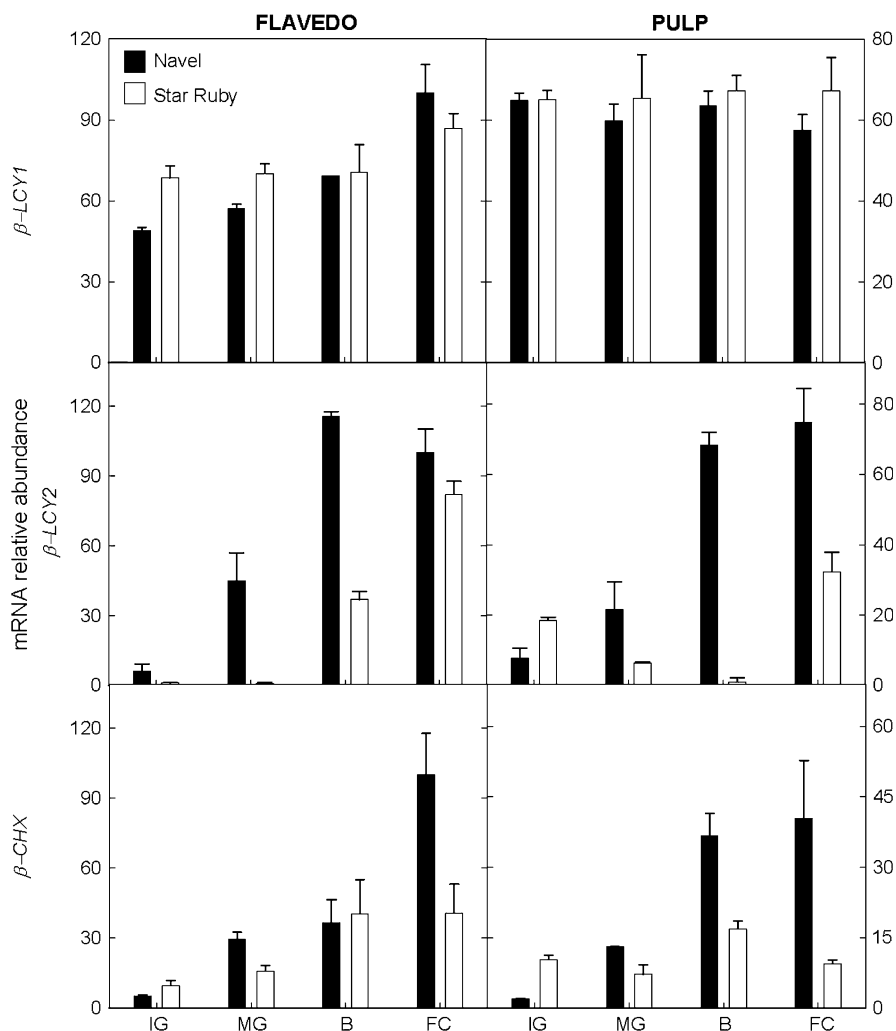 FLAVEDO PULP
120 80
Navel
Star Ruby
90 60
β–LCY1
60 40
30 20
0 0
120 80
90 60
mRNA relative abundance
β–LCY2
60 40
30 20
0 0
120 60
90 45
β–CHX
60 30
30 15
0 0
IG MG B FC IG MG B FC